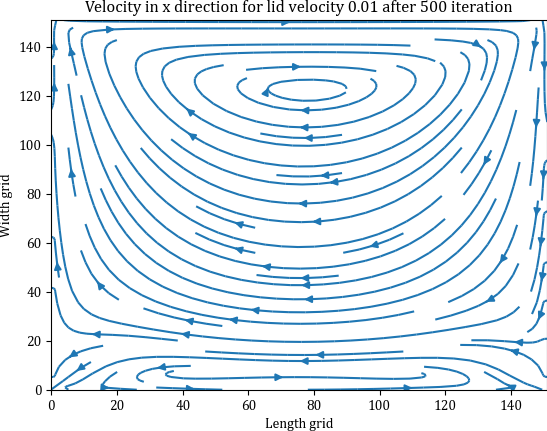 Velocity in x direction for lid velocity 0.01 after 500 iteration
140
120
100
80
60
40
20
0
Width grid
0 20 40 60 80 100 120 140
Length grid